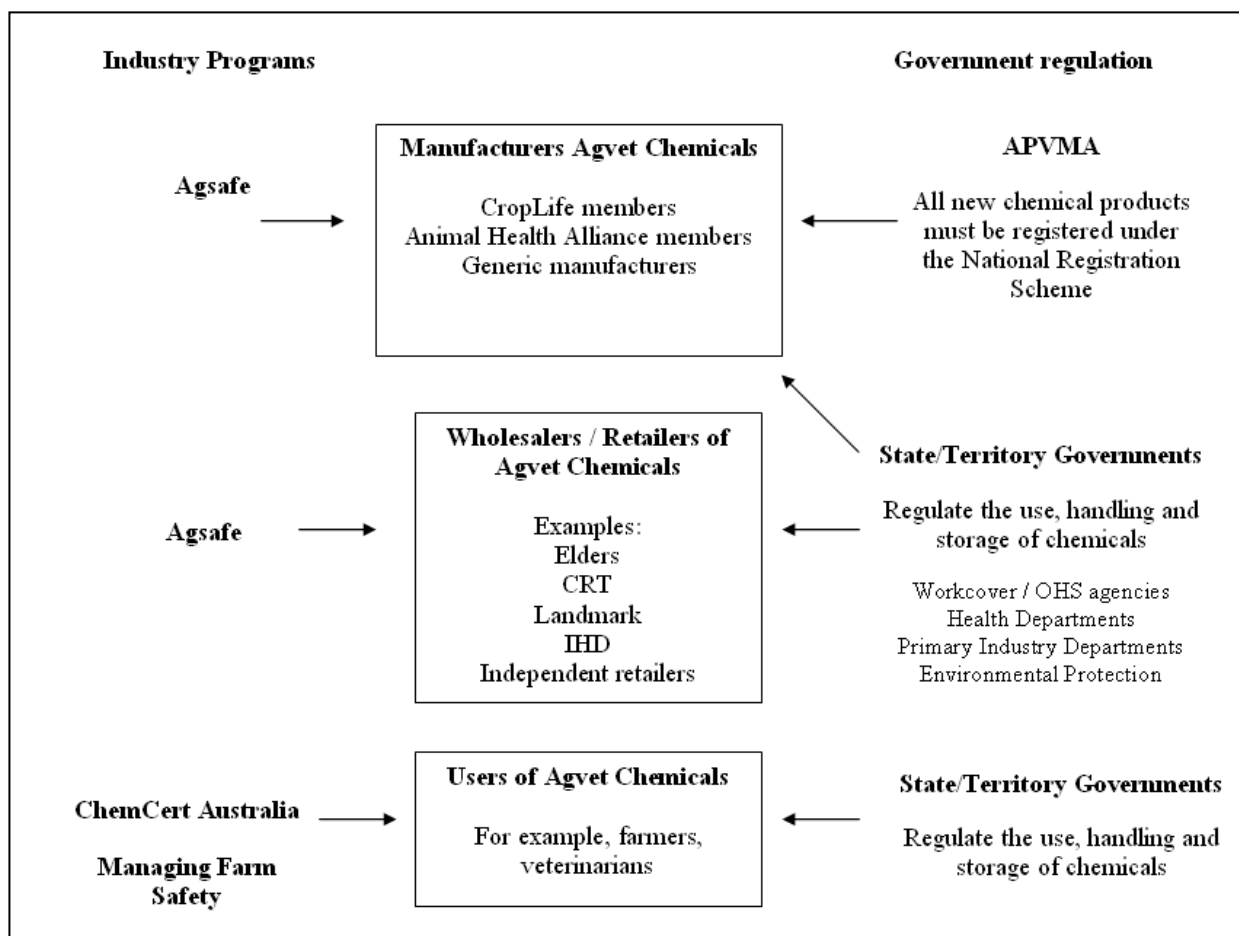 Industry Programs
Government regulation
Agsafe
Manufacturers Agvet Chemicals
CropLife members
Animal Health Alliance members
Generic manufacturers
APVMA
All new chemical products
must be registered under
the National Registration
Scheme
Agsafe
Wholesalers / Retailers of
Agvet Chemicals
Examples:
Elders
CRT
Landmark
IHD
Independent retailers
State/Territory Governments
Regulate the use, handling and
storage of chemicals
Workcover / OHS agencies
Health Departments
Primary Industry Departments
Environmental Protection
ChemCert Australia
Managing Farm
Safety
Users of Agvet Chemicals
For example, farmers,
veterinarians
State/Territory Governments
Regulate the use, handling and
storage of chemicals